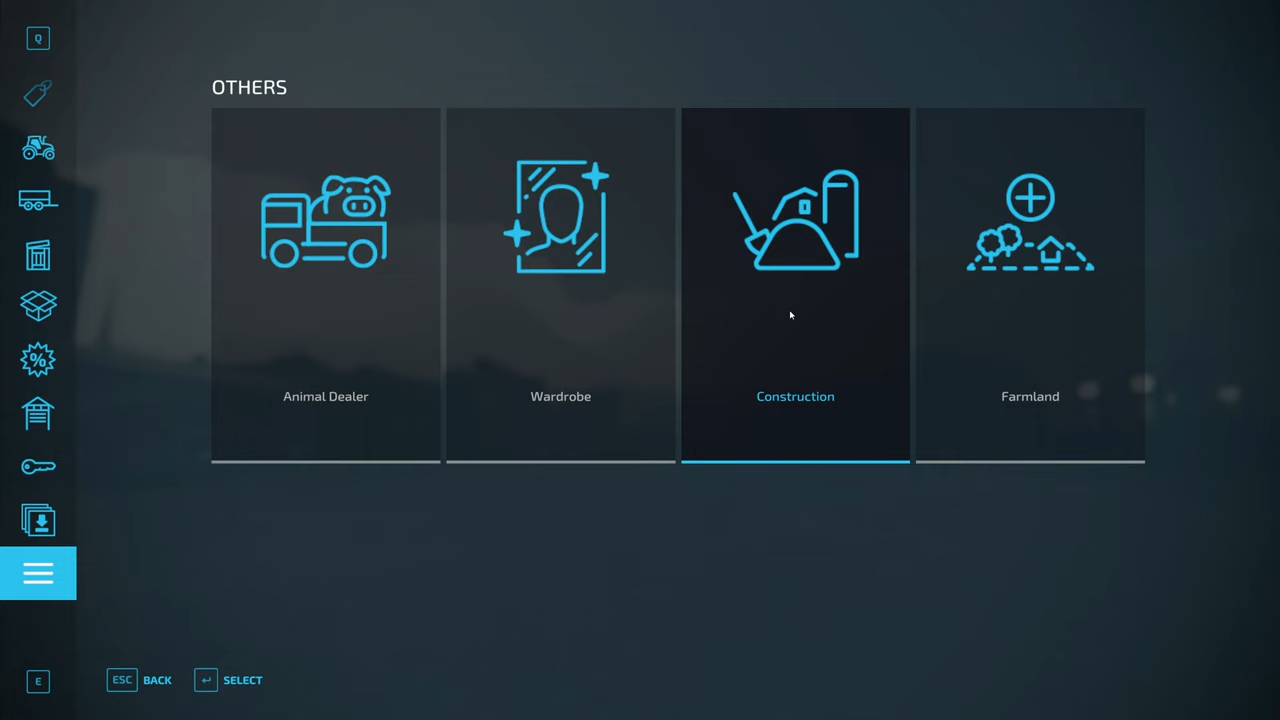 Q
OTHERS
%
Animal Dealer
Wardrobe
Construction
Farmland
E
ESC BACK ↵ SELECT